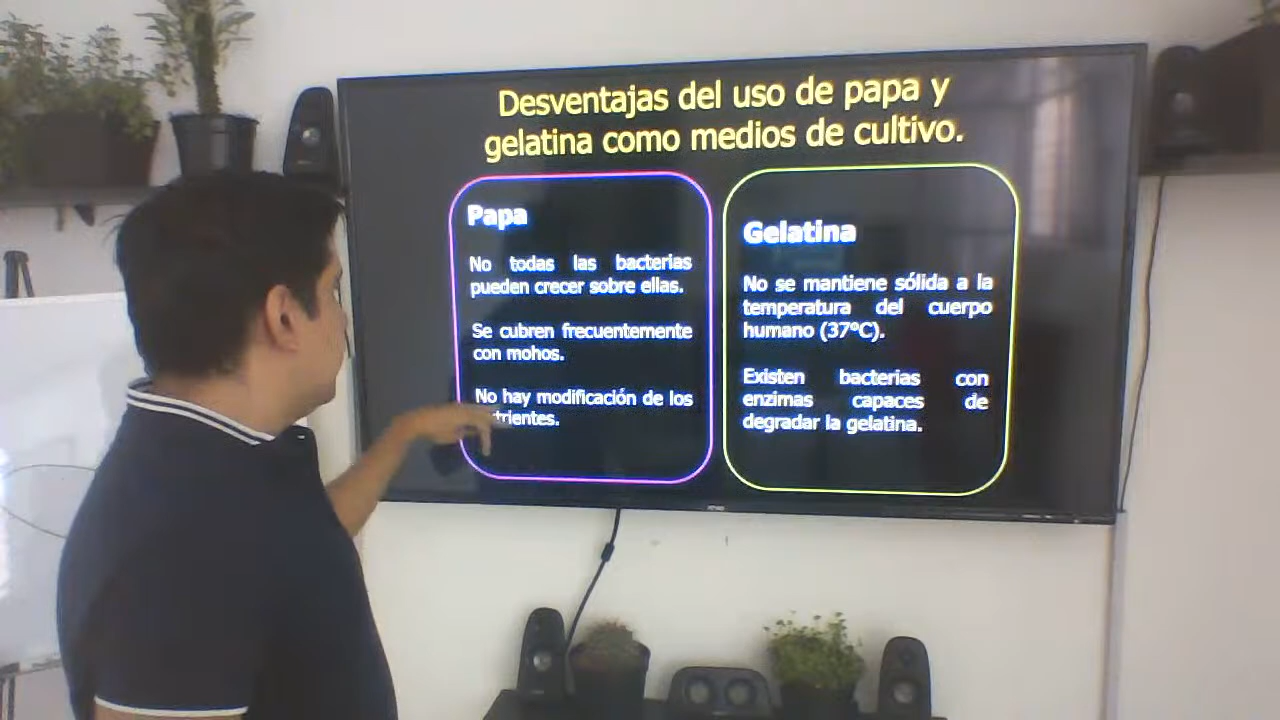 Desventajas del uso de papa y
gelatina como medios de cultivo.
Papa
No todas las bacterias
pueden crecer sobre ellas.
Se cubren frecuentemente
con mohos.
No hay modificación de los
trientes.
Gelatina
No se mantiene sólida a la
temperatura del cuerpo
humano (37°C).
Existen bacterias con
enzimas capaces de
degradar la gelatina.